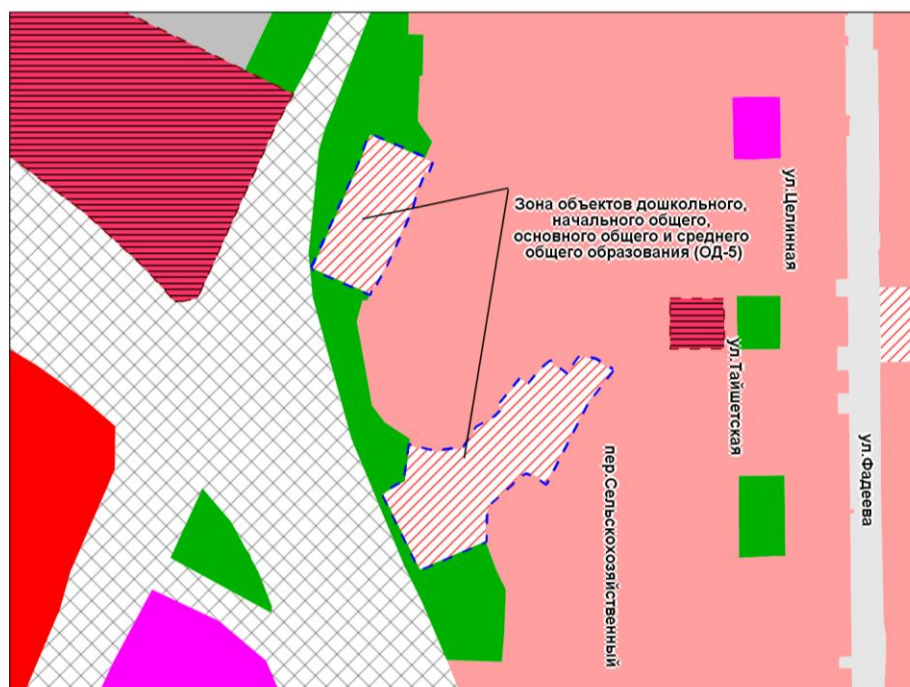 Зона объектов дошкольного,
начального общего,
основного общего и среднего
общего образования (ОД-5)
ул.Целинная
ул.Тайшетская
ул.Фадеева
пер.Сельскохозяйственный